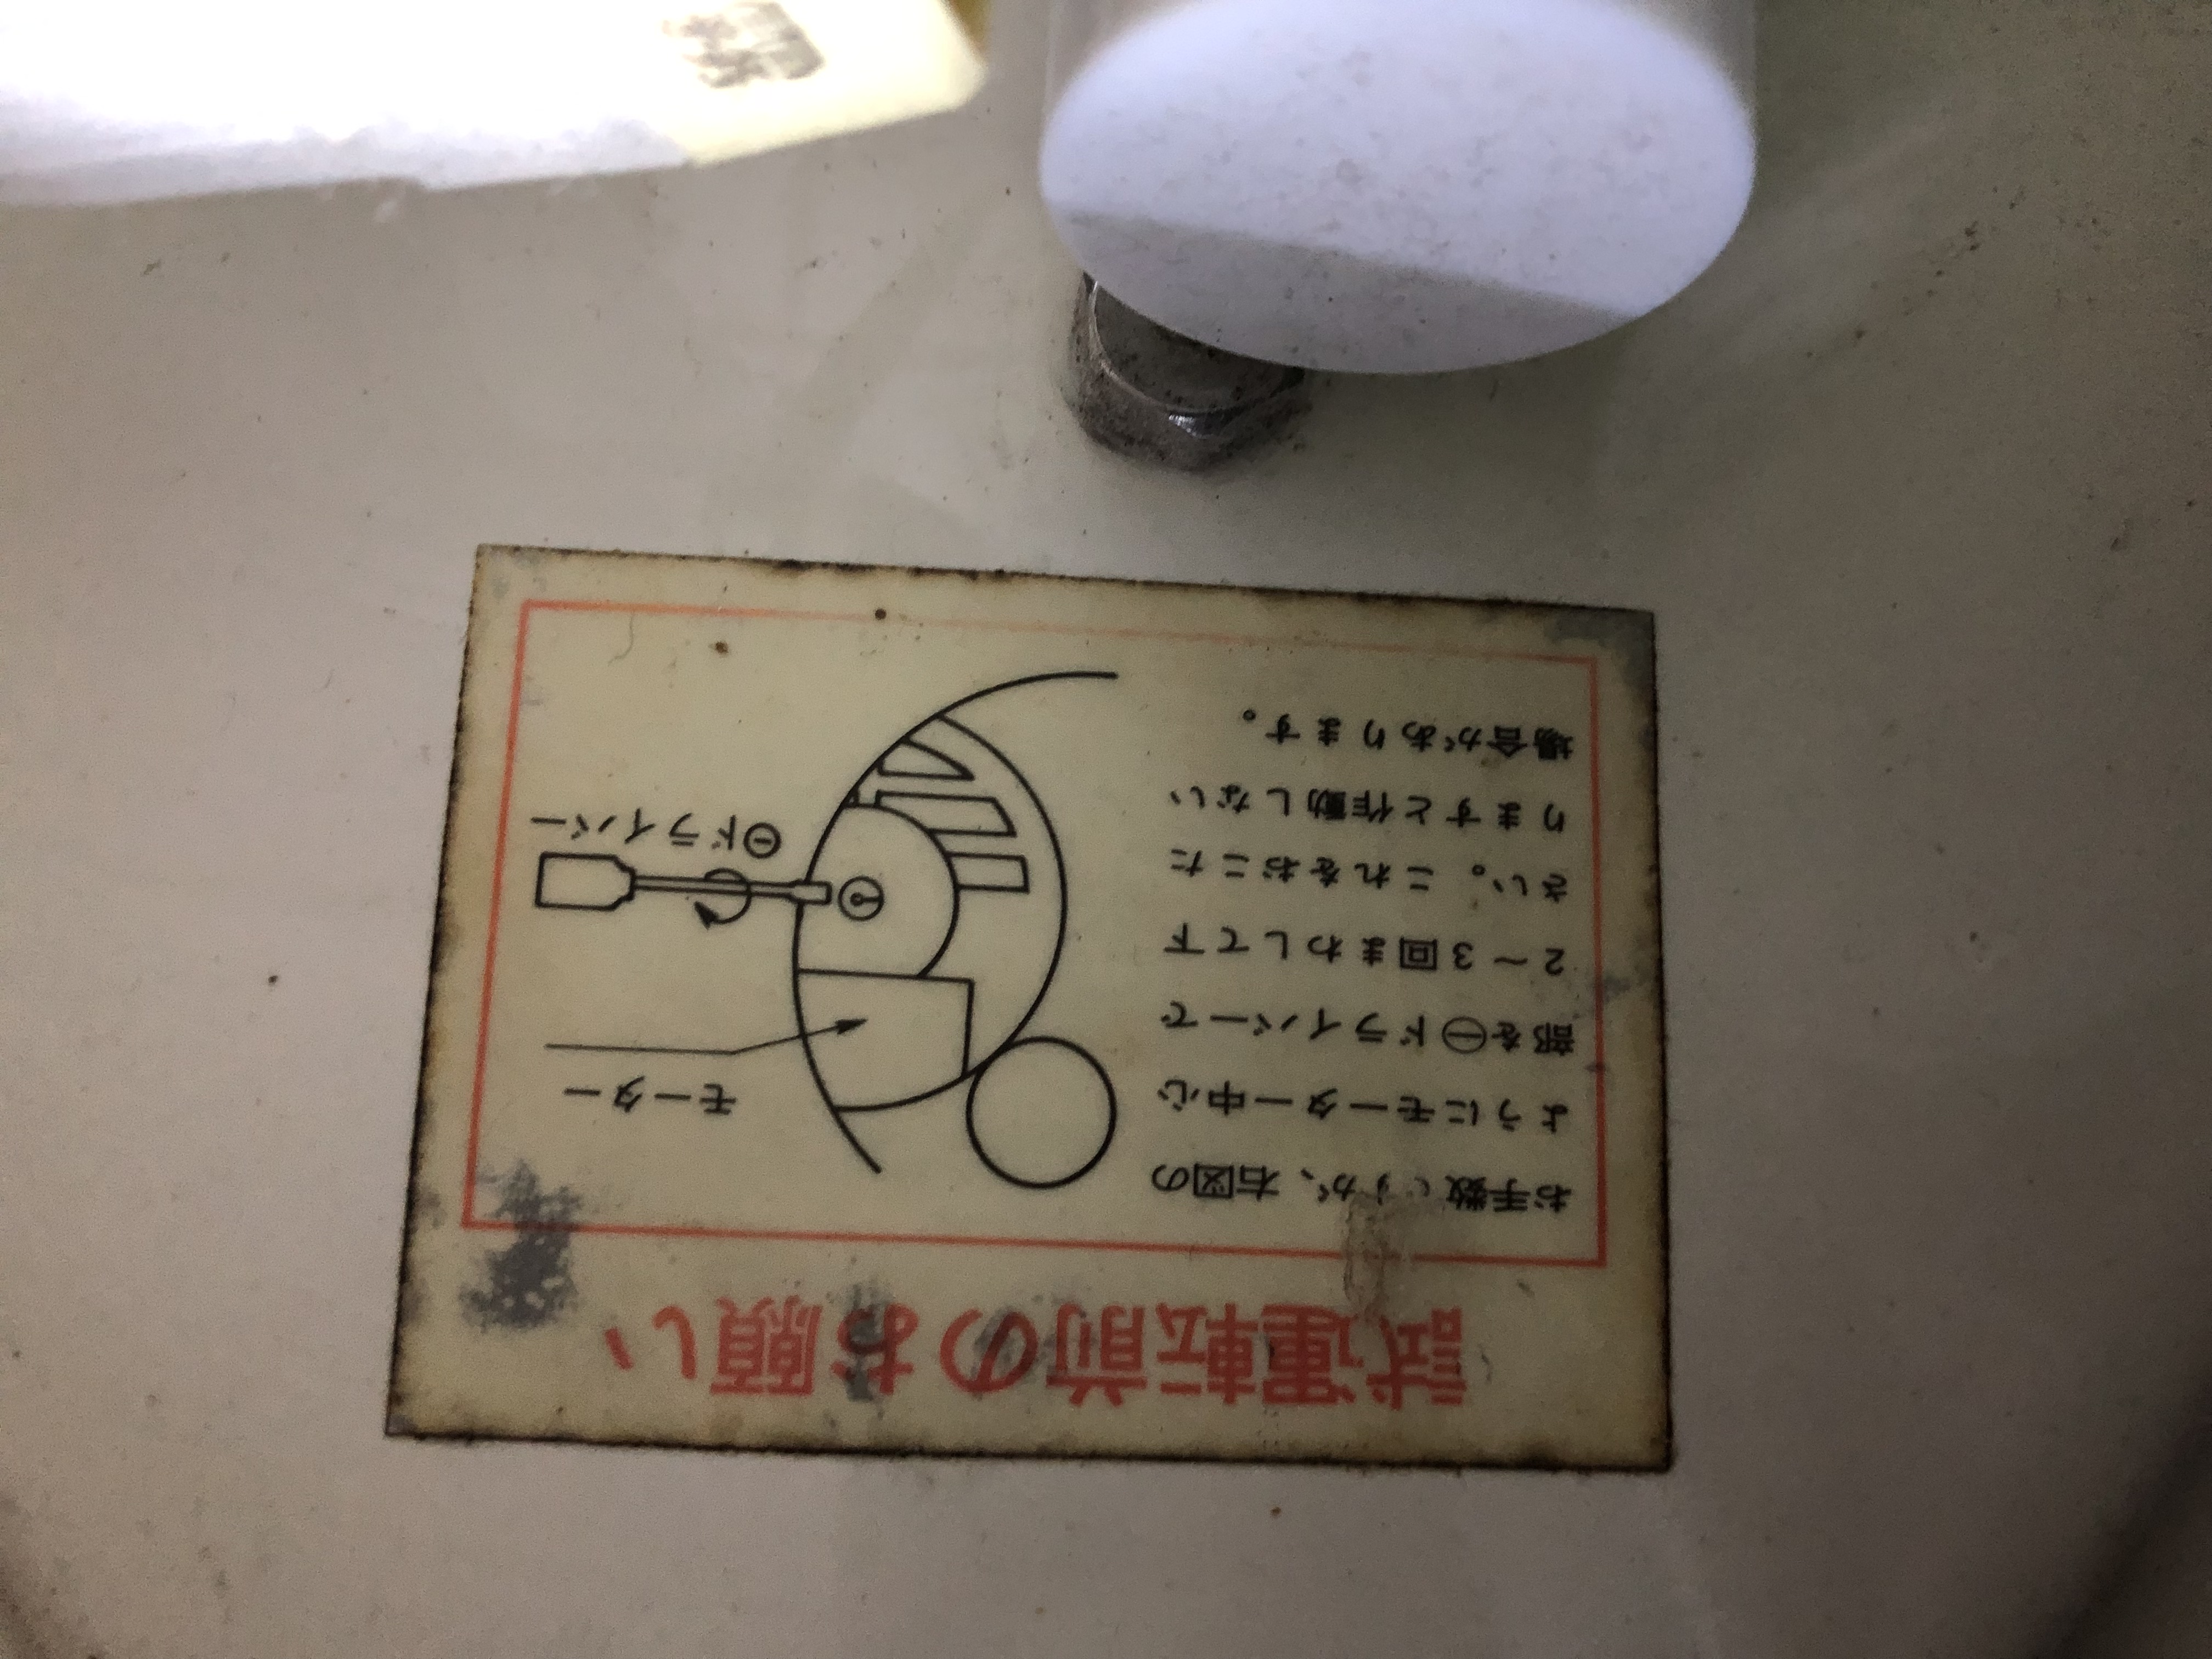 試運転前のお願い
お手数ですが、右図の
ようにモーター中心
部を⊖ドライバーで
2〜3回まわして下
さい。これをおこた
りますと作動しない
場合があります。
モーター
⊖ドライバー